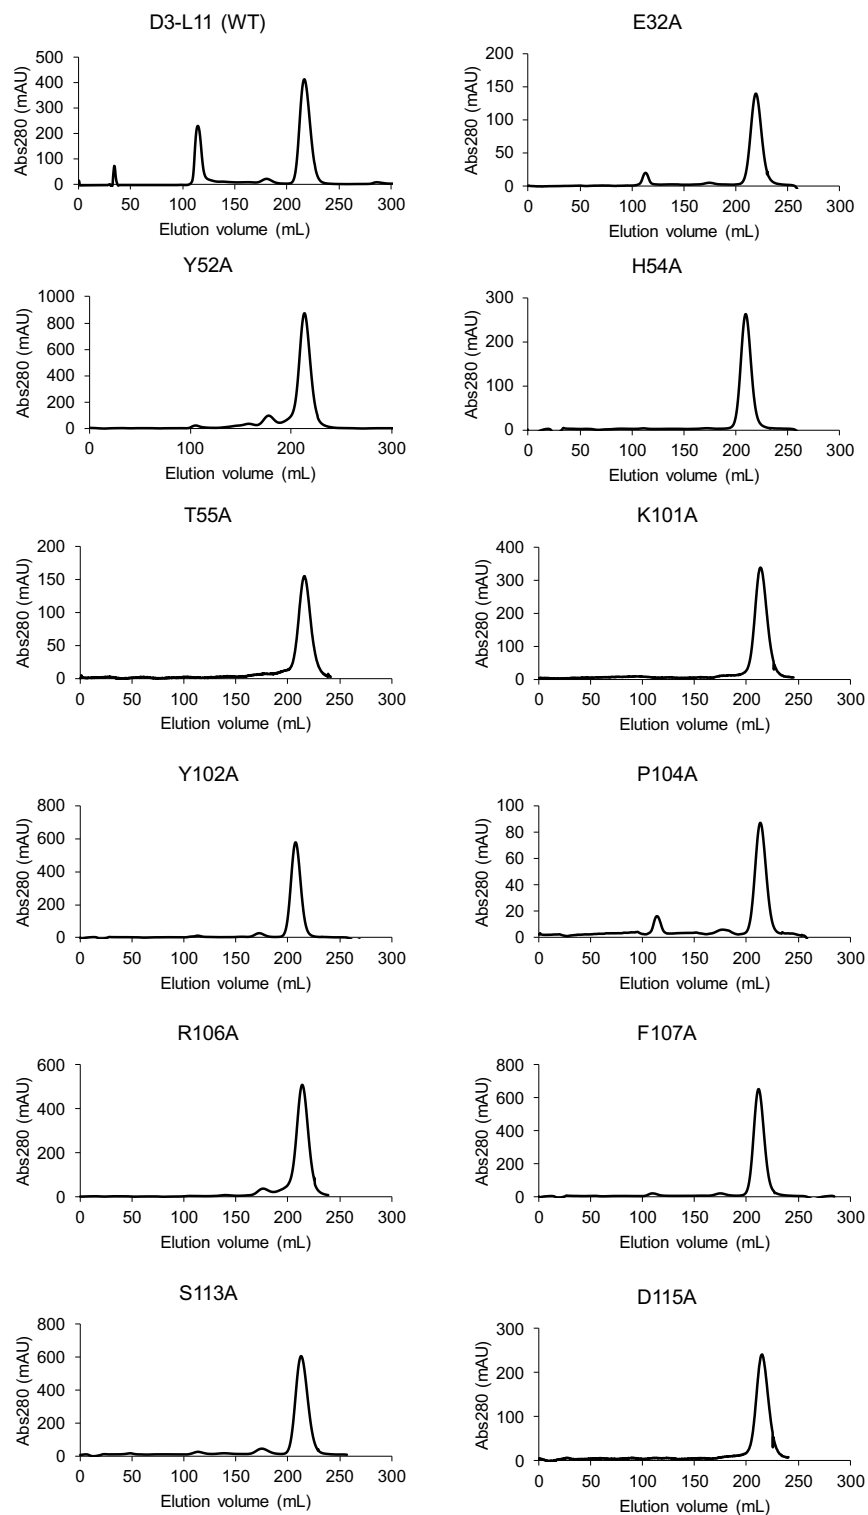 D3-L11 (WT)
Abs280 (mAU)
500
400
300
200
100
0
0 50 100 150 200 250 300
Elution volume (mL)
E32A
Abs280 (mAU)
200
150
100
50
0
0 50 100 150 200 250 300
Elution volume (mL)
Y52A
Abs280 (mAU)
1000
800
600
400
200
0
0 100 200 300
Elution volume (mL)
H54A
Abs280 (mAU)
300
200
100
0
0 50 100 150 200 250 300
Elution volume (mL)
T55A
Abs280 (mAU)
200
150
100
50
0
0 50 100 150 200 250 300
Elution volume (mL)
K101A
Abs280 (mAU)
400
300
200
100
0
0 50 100 150 200 250 300
Elution volume (mL)
Y102A
Abs280 (mAU)
800
600
400
200
0
0 50 100 150 200 250 300
Elution volume (mL)
P104A
Abs280 (mAU)
100
80
60
40
20
0
0 50 100 150 200 250 300
Elution volume (mL)
R106A
Abs280 (mAU)
600
400
200
0
0 50 100 150 200 250 300
Elution volume (mL)
F107A
Abs280 (mAU)
800
600
400
200
0
0 50 100 150 200 250 300
Elution volume (mL)
S113A
Abs280 (mAU)
800
600
400
200
0
0 50 100 150 200 250 300
Elution volume (mL)
D115A
Abs280 (mAU)
300
200
100
0
0 50 100 150 200 250 300
Elution volume (mL)